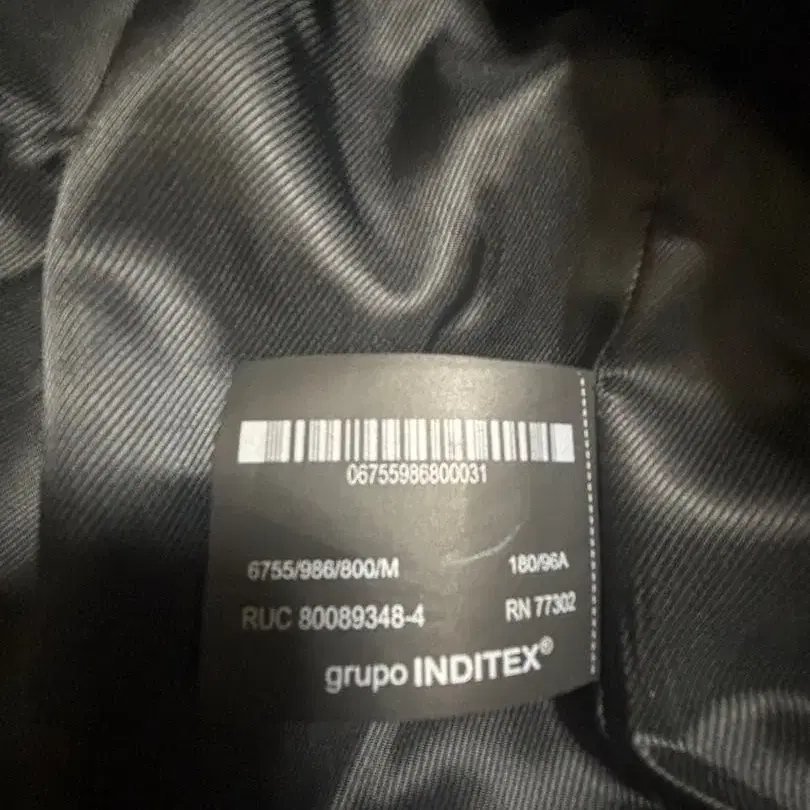 06755986800031
6755/986/800/M 180/96A
RUC 80089348-4 RN 77302
grupo INDITEX®